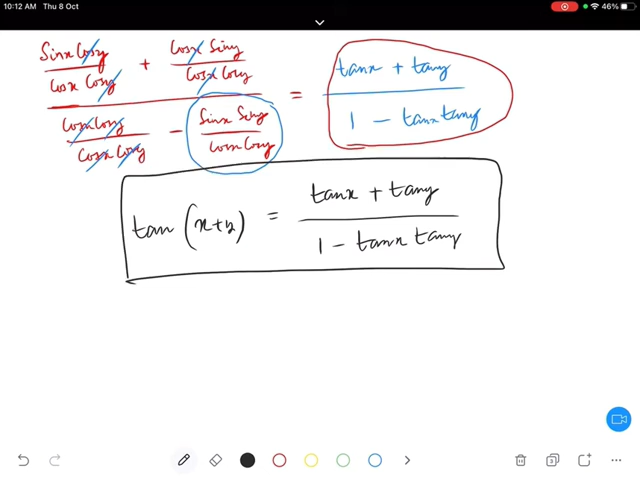 10:12 AM Thu 8 Oct 46%
Sinx Cosy / Cosx Cosy + Cosx Siny / Cosx Cosy = tanx + tany
Cosx Cosy / Cosx Cosy - Sinx Siny / Cosx Cosy 1 - tanx tany
tan (x+y) = tanx + tany
1 - tanx tany
3